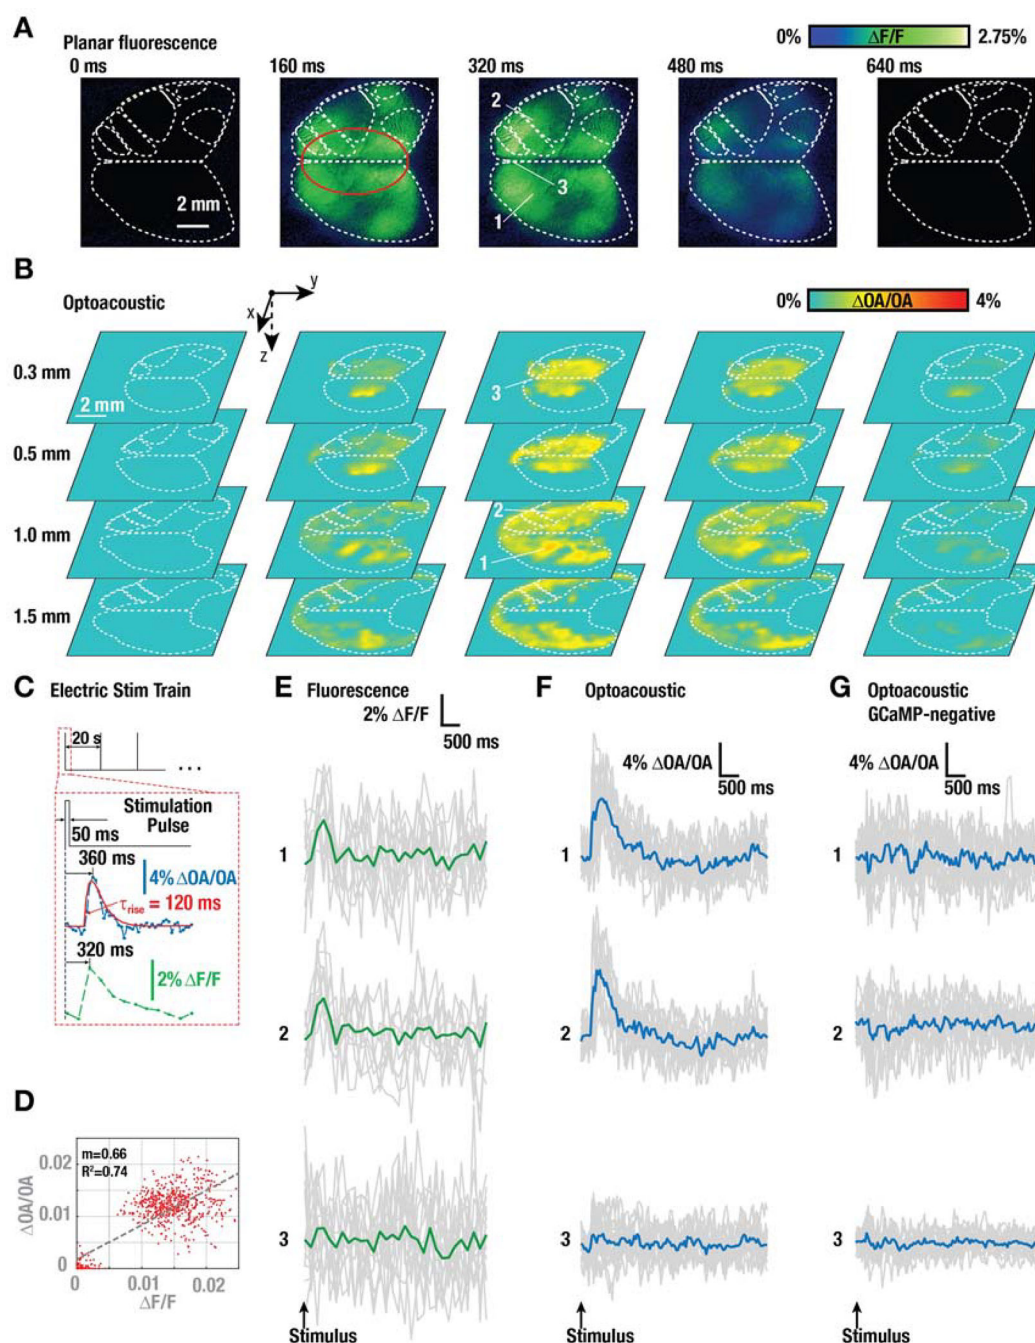 A
Planar fluorescence
0% ΔF/F 2.75%
0 ms
160 ms
320 ms
480 ms
640 ms
2
3
1
2 mm
B
Optoacoustic
x
y
z
0% ΔOA/OA 4%
0.3 mm
3
2 mm
0.5 mm
1.0 mm
2
1
1.5 mm
C Electric Stim Train
20 s
...
Stimulation
Pulse
50 ms
360 ms
4% ΔOA/OA
τrise = 120 ms
320 ms
2% ΔF/F
D
m=0.66
R²=0.74
0.02
0.01
0
ΔOA/OA
0 0.01 0.02
ΔF/F
E Fluorescence
2% ΔF/F
500 ms
1
2
3
Stimulus
F Optoacoustic
4% ΔOA/OA
500 ms
1
2
3
Stimulus
G Optoacoustic
GCaMP-negative
4% ΔOA/OA
500 ms
1
2
3
Stimulus